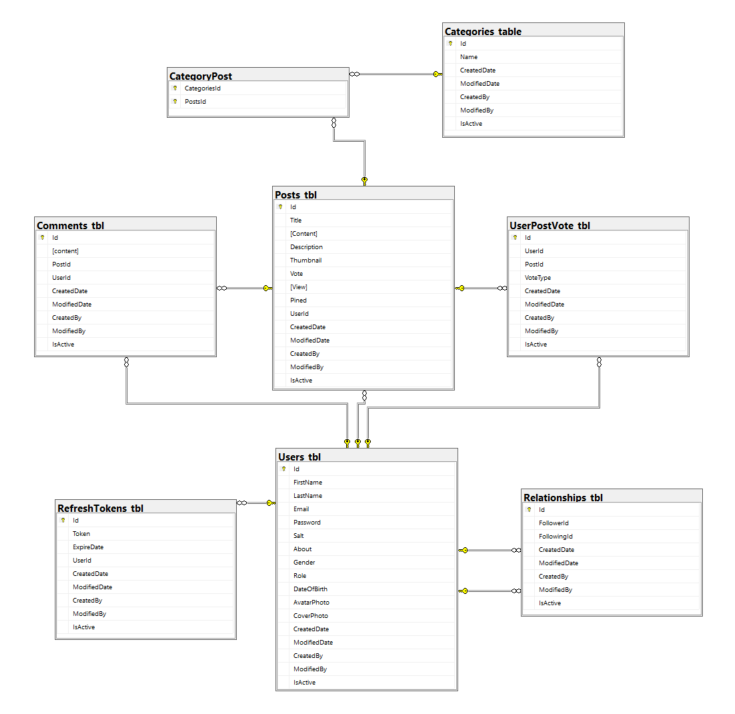 Categories table
Id
Name
CreatedDate
ModifiedDate
CreatedBy
ModifiedBy
IsActive
CategoryPost
CategoriesId
PostsId
Posts tbl
Id
Title
[Content]
Description
Thumbnail
Vote
[View]
Pined
UserId
CreatedDate
ModifiedDate
CreatedBy
ModifiedBy
IsActive
Comments tbl
Id
[content]
PostId
UserId
CreatedDate
ModifiedDate
CreatedBy
ModifiedBy
IsActive
UserPostVote tbl
Id
UserId
PostId
VoteType
CreatedDate
ModifiedDate
CreatedBy
ModifiedBy
IsActive
Users tbl
Id
FirstName
LastName
Email
Password
Salt
About
Gender
Role
DateOfBirth
AvatarPhoto
CoverPhoto
CreatedDate
ModifiedDate
CreatedBy
ModifiedBy
IsActive
RefreshTokens tbl
Id
Token
ExpireDate
UserId
CreatedDate
ModifiedDate
CreatedBy
ModifiedBy
IsActive
Relationships tbl
Id
FollowerId
FollowingId
CreatedDate
ModifiedDate
CreatedBy
ModifiedBy
IsActive